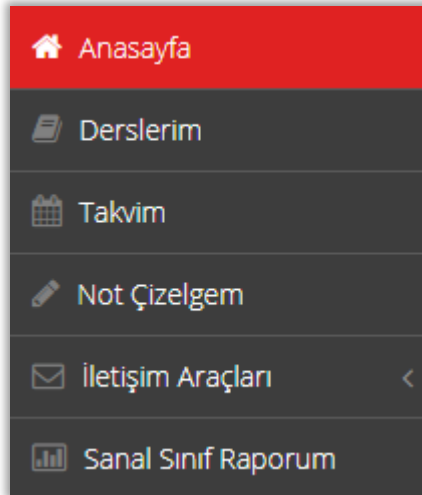 Anasayfa
Derslerim
Takvim
Not Çizelgem
İletişim Araçları
Sanal Sınıf Raporum